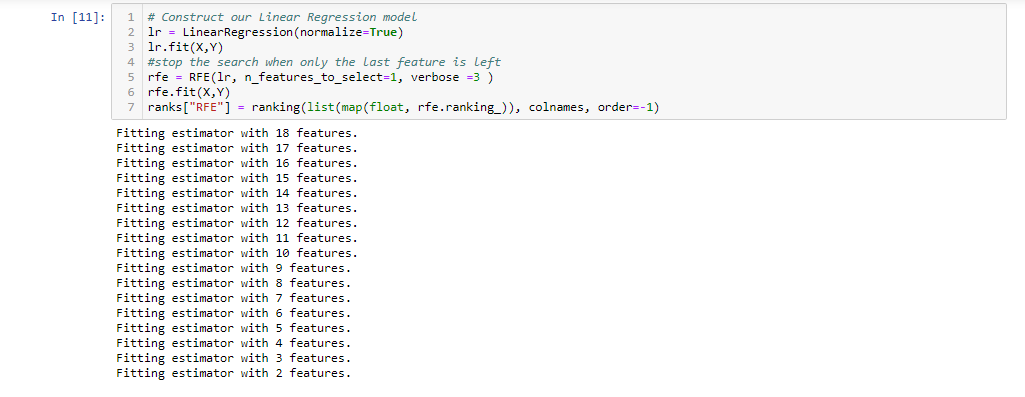 In [11]:
1 # Construct our Linear Regression model
2 lr = LinearRegression(normalize=True)
3 lr.fit(X,Y)
4 #stop the search when only the last feature is left
5 rfe = RFE(lr, n_features_to_select=1, verbose =3 )
6 rfe.fit(X,Y)
7 ranks["RFE"] = ranking(list(map(float, rfe.ranking_)), colnames, order=-1)
Fitting estimator with 18 features.
Fitting estimator with 17 features.
Fitting estimator with 16 features.
Fitting estimator with 15 features.
Fitting estimator with 14 features.
Fitting estimator with 13 features.
Fitting estimator with 12 features.
Fitting estimator with 11 features.
Fitting estimator with 10 features.
Fitting estimator with 9 features.
Fitting estimator with 8 features.
Fitting estimator with 7 features.
Fitting estimator with 6 features.
Fitting estimator with 5 features.
Fitting estimator with 4 features.
Fitting estimator with 3 features.
Fitting estimator with 2 features.